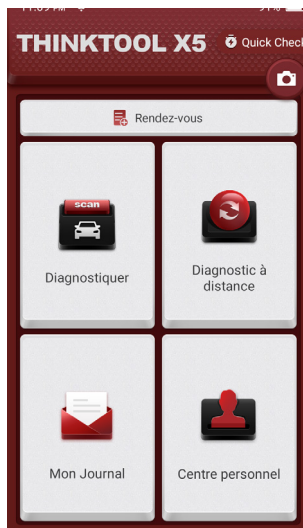 THINKTOOL X5
Quick Check
Rendez-vous
scan
Diagnostiquer
Diagnostic à
distance
Mon Journal
Centre personnel